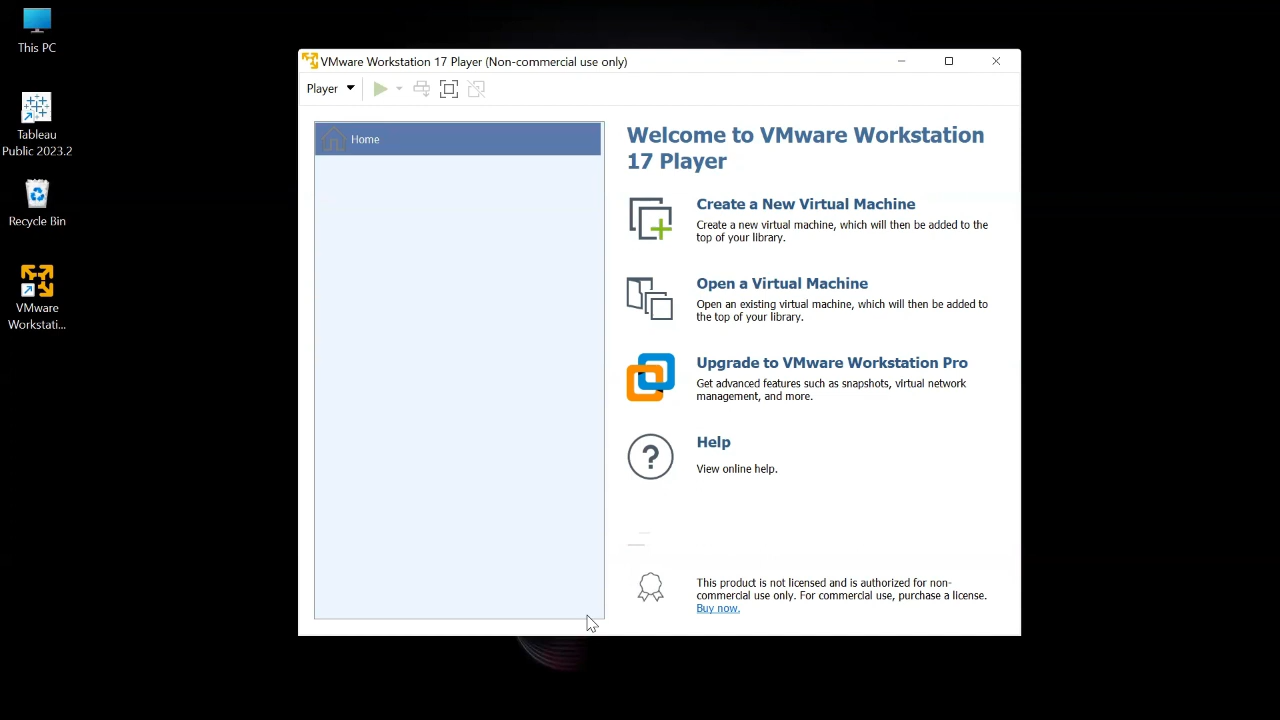 This PC
Tableau
Public 2023.2
Recycle Bin
VMware
Workstati...
VMware Workstation 17 Player (Non-commercial use only)
Player
Home
Welcome to VMware Workstation
17 Player
Create a New Virtual Machine
Create a new virtual machine, which will then be added to the
top of your library.
Open a Virtual Machine
Open an existing virtual machine, which will then be added to
the top of your library.
Upgrade to VMware Workstation Pro
Get advanced features such as snapshots, virtual network
management, and more.
Help
View online help.
This product is not licensed and is authorized for non-
commercial use only. For commercial use, purchase a license.
Buy now.